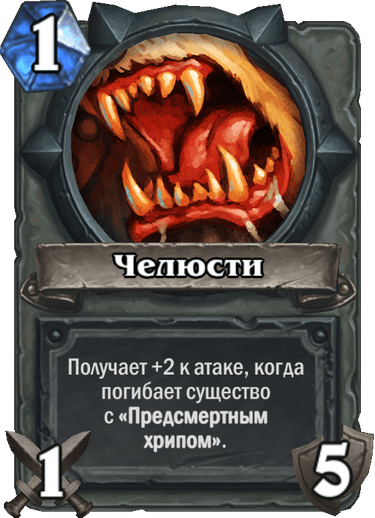 1
Челюсти
Получает +2 к атаке, когда
погибает существо
с «Предсмертным
хрипом».
1
5